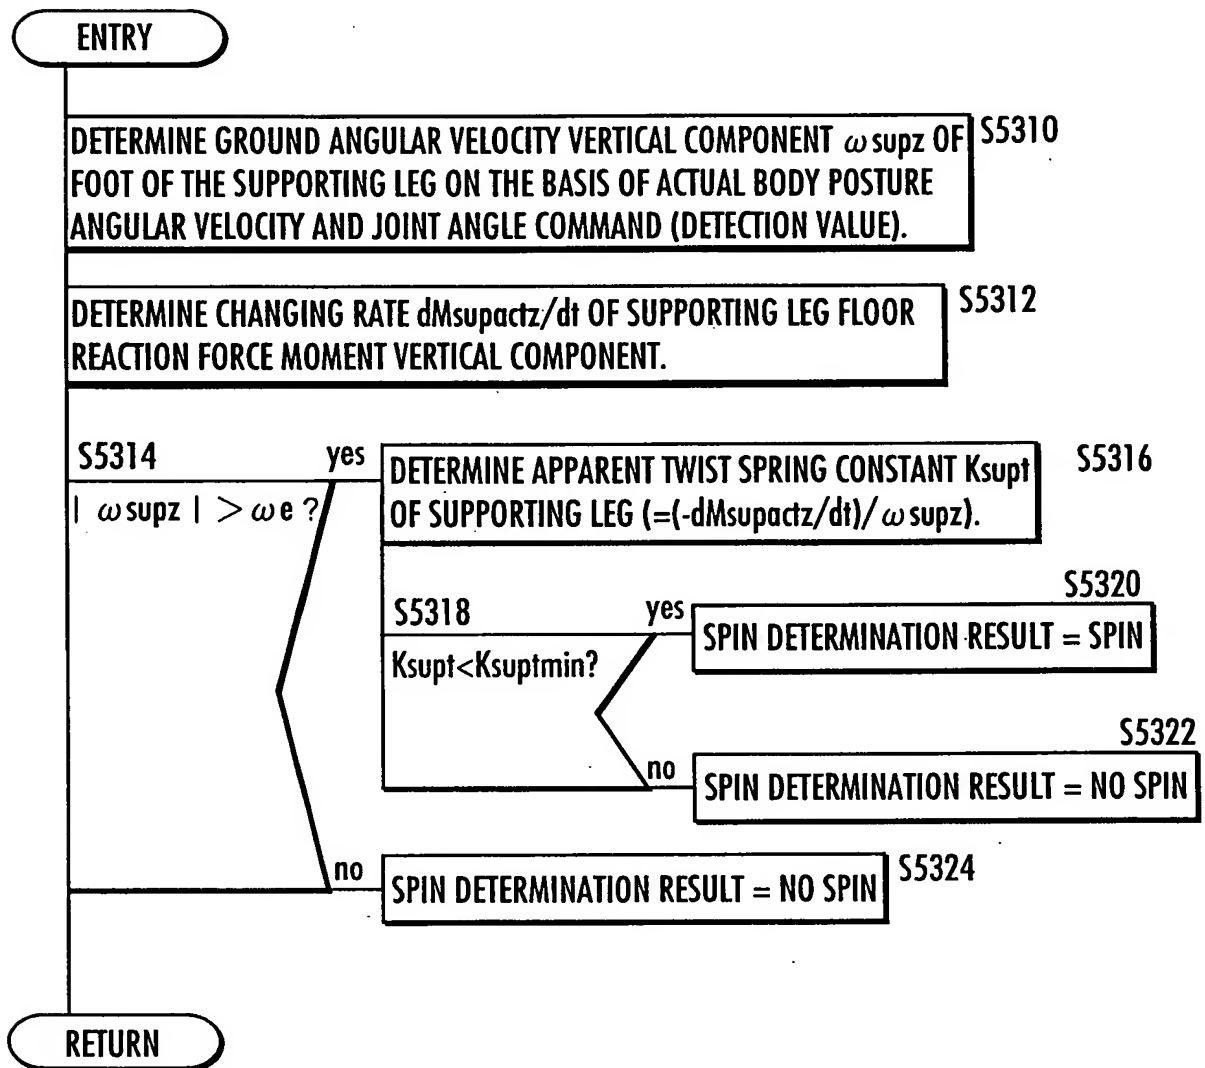 ENTRY
DETERMINE GROUND ANGULAR VELOCITY VERTICAL COMPONENT ω supz OF
FOOT OF THE SUPPORTING LEG ON THE BASIS OF ACTUAL BODY POSTURE
ANGULAR VELOCITY AND JOINT ANGLE COMMAND (DETECTION VALUE).
S5310
DETERMINE CHANGING RATE dMsupactz/dt OF SUPPORTING LEG FLOOR
REACTION FORCE MOMENT VERTICAL COMPONENT.
S5312
S5314
| ω supz | > ω e ?
yes
DETERMINE APPARENT TWIST SPRING CONSTANT Ksupt
OF SUPPORTING LEG (=(-dMsupactz/dt)/ ω supz).
S5316
S5318
Ksupt<Ksuptmin?
yes
S5320
SPIN DETERMINATION RESULT = SPIN
S5322
no
SPIN DETERMINATION RESULT = NO SPIN
no
SPIN DETERMINATION RESULT = NO SPIN
S5324
RETURN